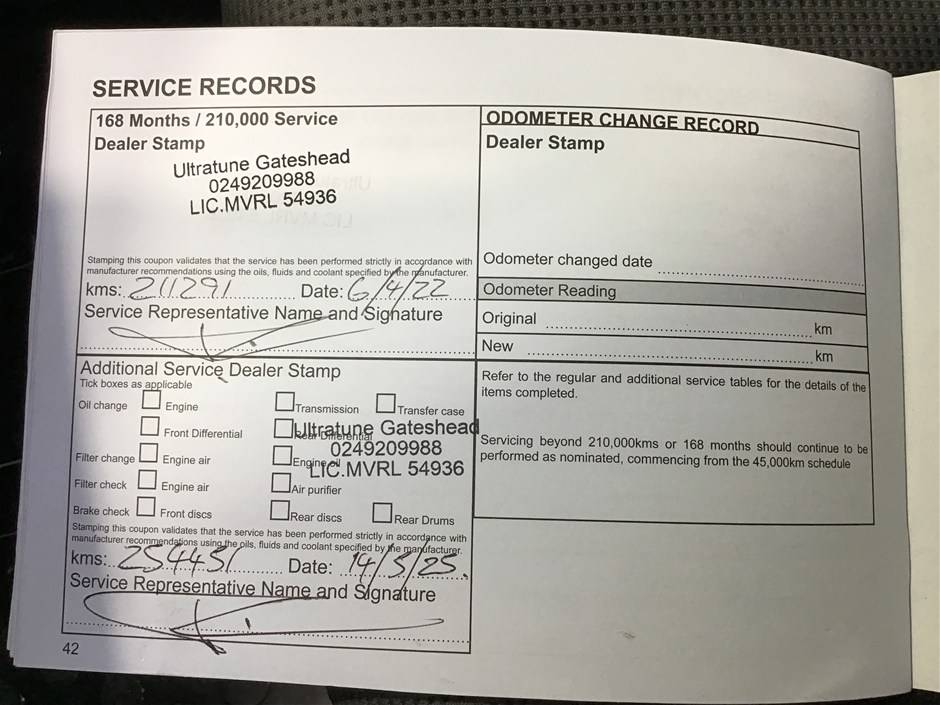 SERVICE RECORDS
168 Months / 210,000 Service
Dealer Stamp
Ultratune Gateshead
0249209988
LIC.MVRL 54936
Stamping this coupon validates that the service has been performed strictly in accordance with
manufacturer recommendations using the oils, fluids and coolant specified by the manufacturer.
kms: 211291 Date: 6/4/22
Service Representative Name and Signature
Additional Service Dealer Stamp
Tick boxes as applicable
Oil change Engine Transmission Transfer case
Front Differential Rear Differential
Ultratune Gateshead
0249209988
LIC.MVRL 54936
Filter change Engine air Engine oil
Filter check Engine air Air purifier
Brake check Front discs Rear discs Rear Drums
Stamping this coupon validates that the service has been performed strictly in accordance with
manufacturer recommendations using the oils, fluids and coolant specified by the manufacturer.
kms: 254451 Date: 14/5/25
Service Representative Name and Signature
42
ODOMETER CHANGE RECORD
Dealer Stamp
Odometer changed date
Odometer Reading
Original km
New km
Refer to the regular and additional service tables for the details of the
items completed.
Servicing beyond 210,000kms or 168 months should continue to be
performed as nominated, commencing from the 45,000km schedule